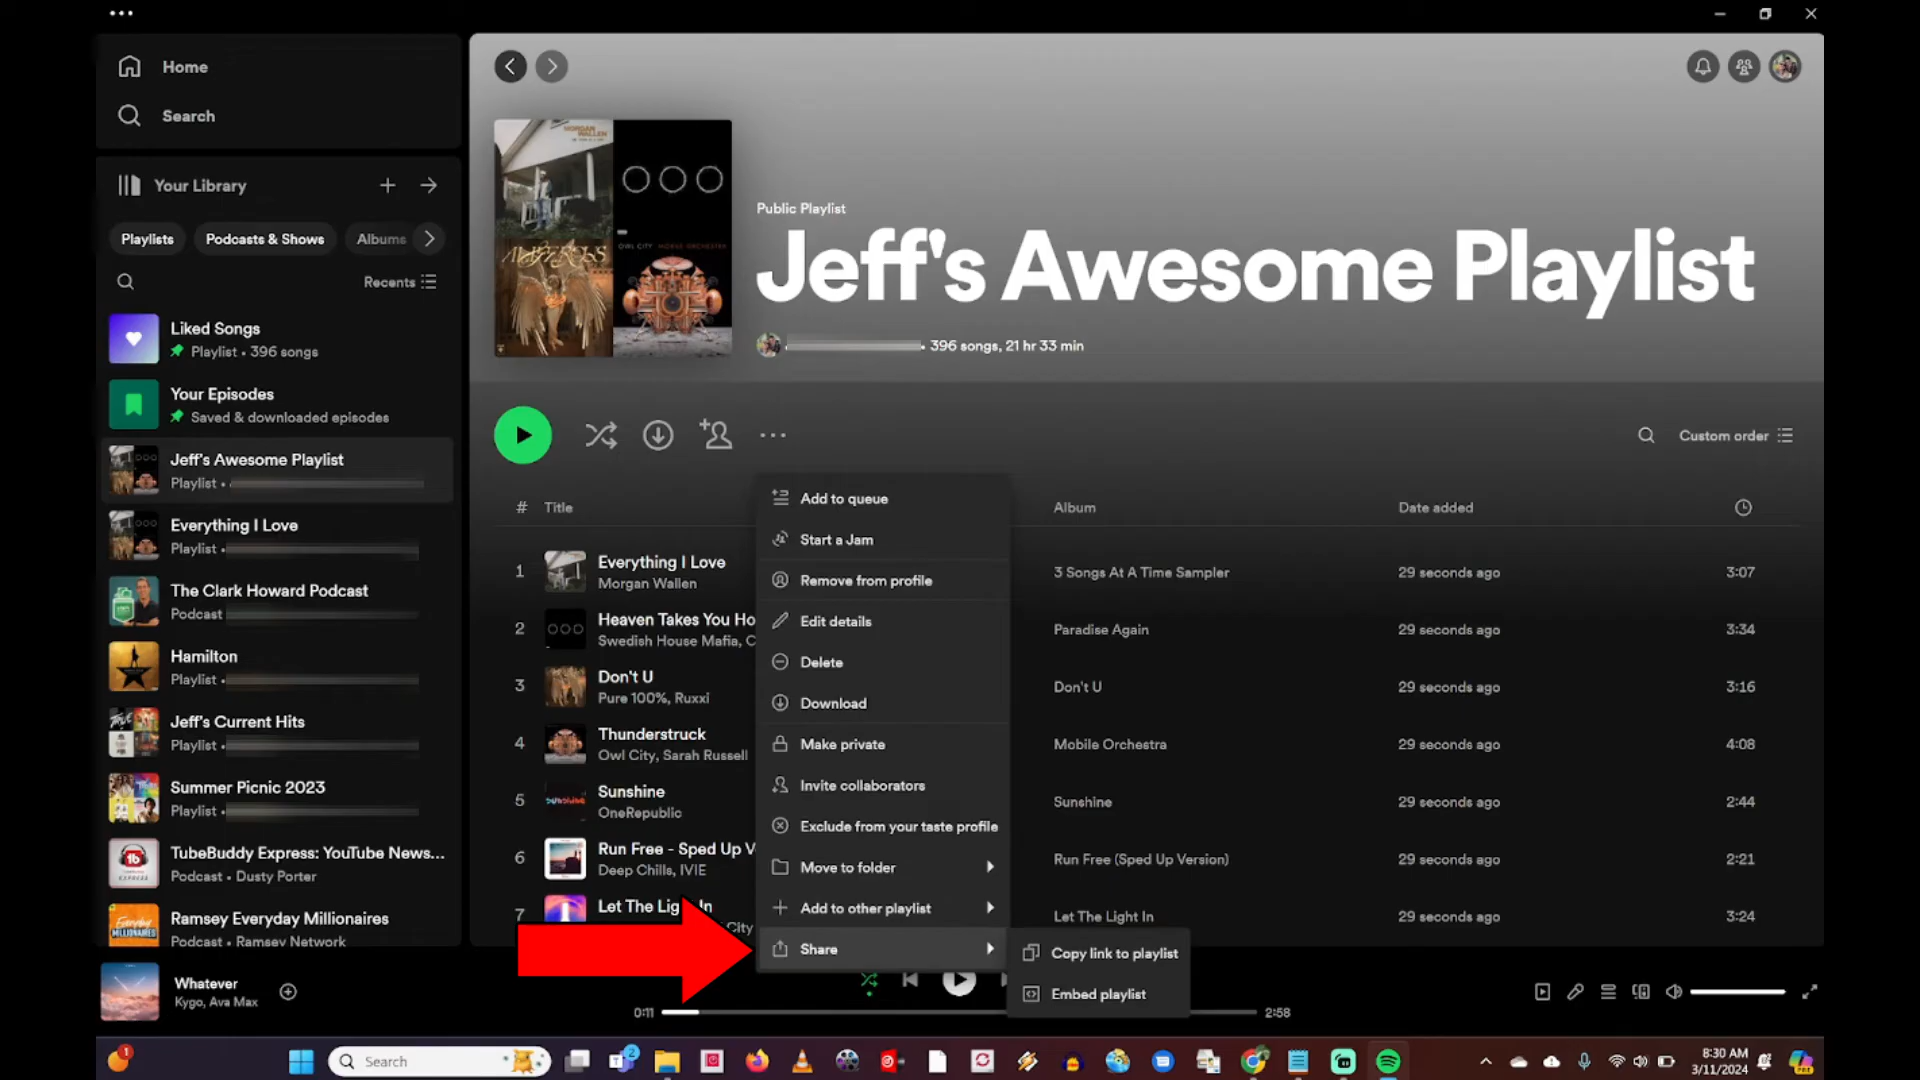 Home
Search
Your Library
Playlists
Podcasts & Shows
Albums
Recents
Liked Songs
Playlist • 396 songs
Your Episodes
Saved & downloaded episodes
Jeff's Awesome Playlist
Playlist •
Everything I Love
Playlist •
The Clark Howard Podcast
Podcast
Hamilton
Playlist •
Jeff's Current Hits
Playlist •
Summer Picnic 2023
Playlist •
TubeBuddy Express: YouTube News...
Podcast • Dusty Porter
Ramsey Everyday Millionaires
Podcast • Ramsey Network
MORGAN
WALLEN
OWL CITY MOBILE ORCHESTRA
Public Playlist
Jeff's Awesome Playlist
• 396 songs, 21 hr 33 min
Custom order
# Title Album Date added
1 Everything I Love 3 Songs At A Time Sampler 29 seconds ago 3:07
Morgan Wallen
2 Heaven Takes You Ho Paradise Again 29 seconds ago 3:34
Swedish House Mafia, C
3 Don't U Don't U 29 seconds ago 3:16
Pure 100%, Ruxxi
4 Thunderstruck Mobile Orchestra 29 seconds ago 4:08
Owl City, Sarah Russell
5 Sunshine Sunshine 29 seconds ago 2:44
OneRepublic
6 Run Free - Sped Up V Run Free (Sped Up Version) 29 seconds ago 2:21
Deep Chills, IVIE
7 Let The Lig In Let The Light In 29 seconds ago 3:24
City
Add to queue
Start a Jam
Remove from profile
Edit details
Delete
Download
Make private
Invite collaborators
Exclude from your taste profile
Move to folder
Add to other playlist
Share
Copy link to playlist
Embed playlist
Whatever
Kygo, Ava Max
0:11
2:58
1
Search
2
8:30 AM
3/11/2024